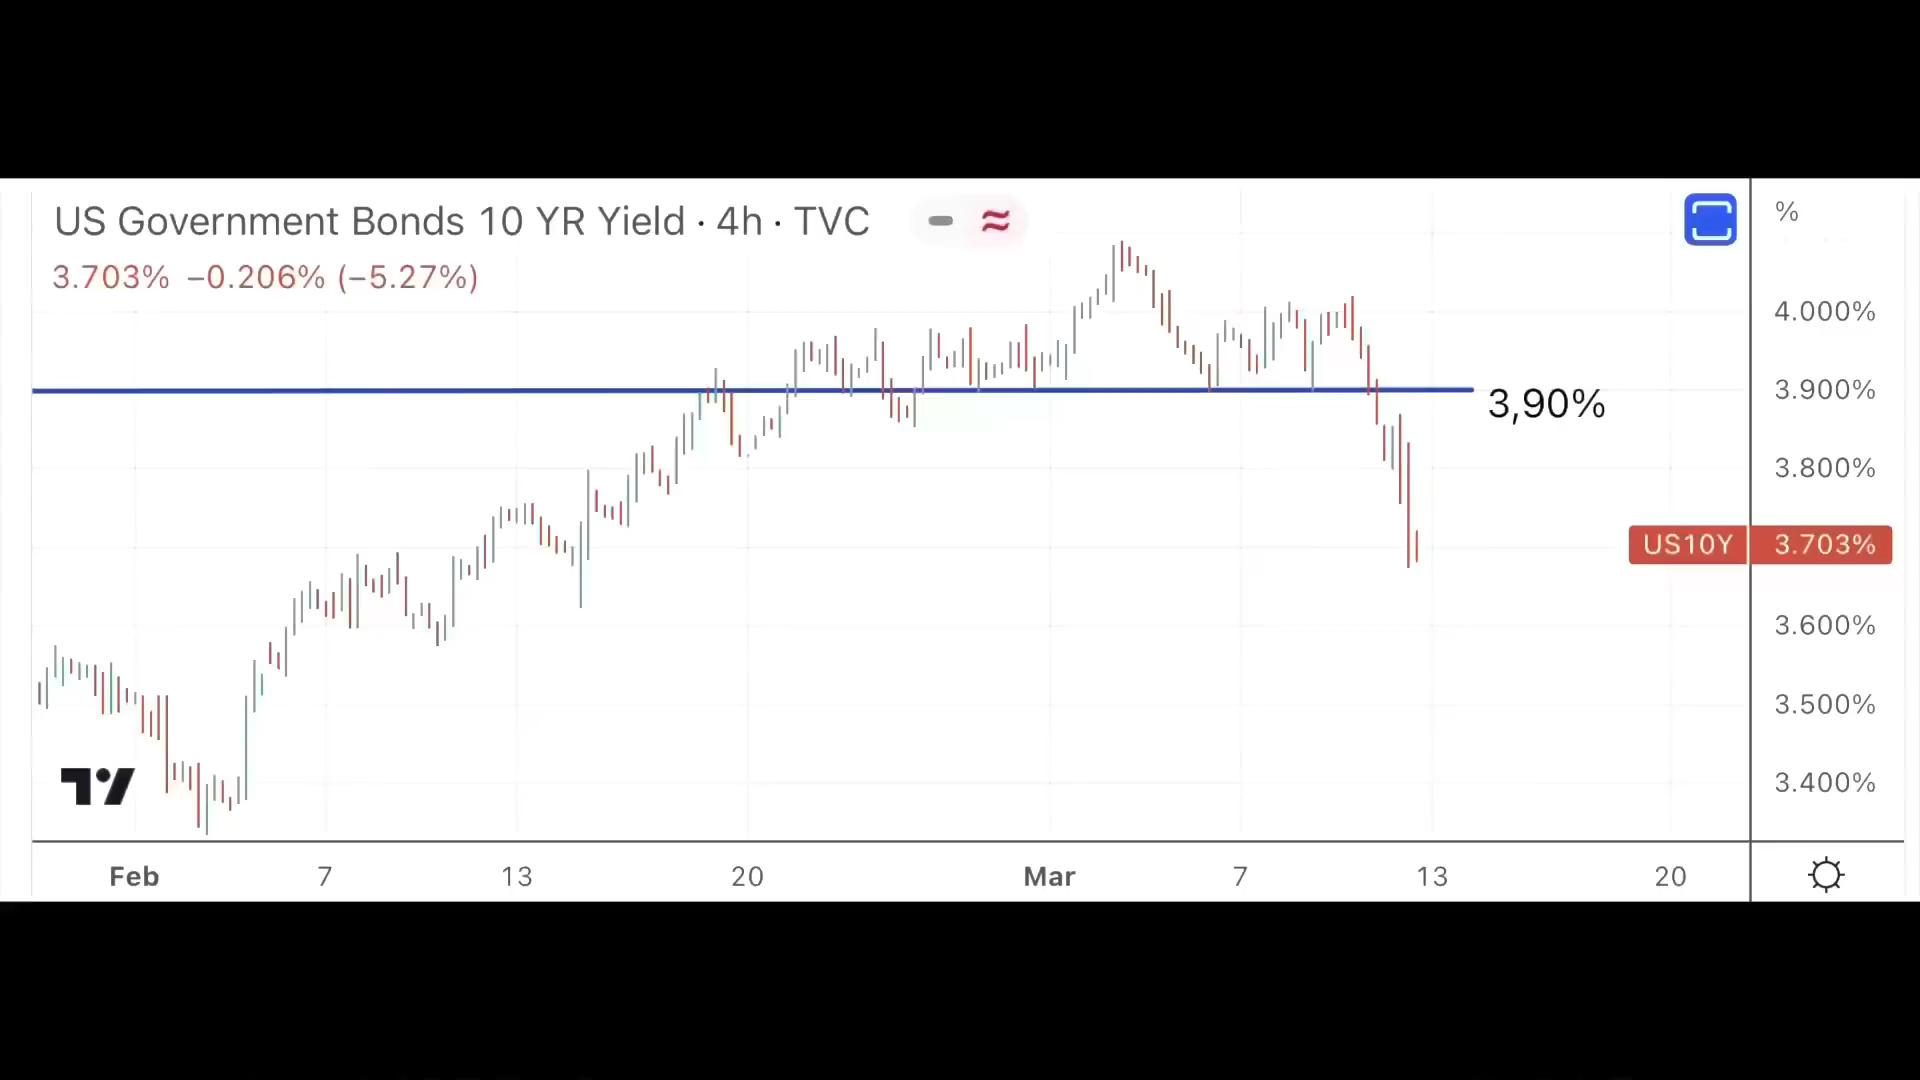 US Government Bonds 10 YR Yield · 4h · TVC
3.703% −0.206% (−5.27%)
%
4.000%
3.900%
3,90%
3.800%
US10Y 3.703%
3.600%
3.500%
3.400%
Feb 7 13 20 Mar 7 13 20